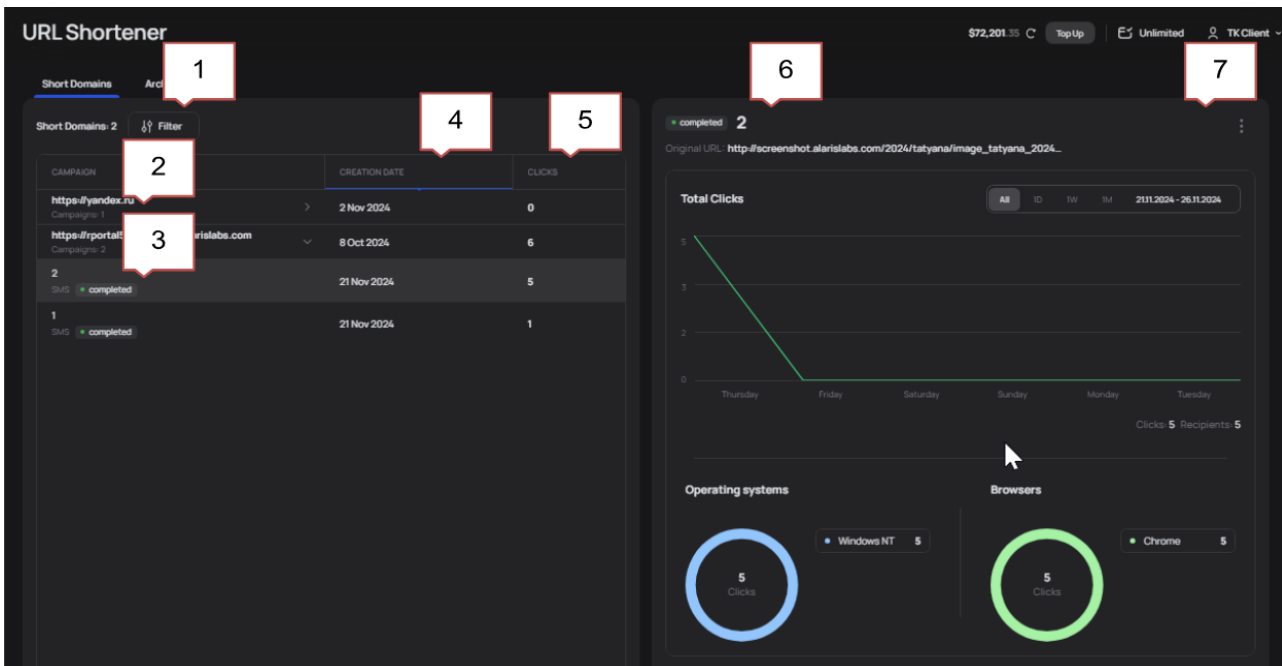 URL Shortener
$72,201.35 Top Up Unlimited TK Client
1 6 7
Short Domains
Short Domains: 2 Filter
4 5
completed 2
Original URL: http://screenshot.alarislabs.com/2024/tatyana/image_tatyana_2024...
2
CAMPAIGN CREATION DATE CLICKS
https://yandex.ru
Campaigns: 1
2 Nov 2024 0
3
Campaigns: 2
8 Oct 2024 6
2
SMS completed
21 Nov 2024 5
1
SMS completed
21 Nov 2024 1
Total Clicks
All 1D 1W 1M 21.11.2024 - 26.11.2024
5
3
2
0
Thursday Friday Saturday Sunday Monday Tuesday
Clicks: 5 Recipients: 5
Operating systems
5
Clicks
Windows NT 5
Browsers
5
Clicks
Chrome 5